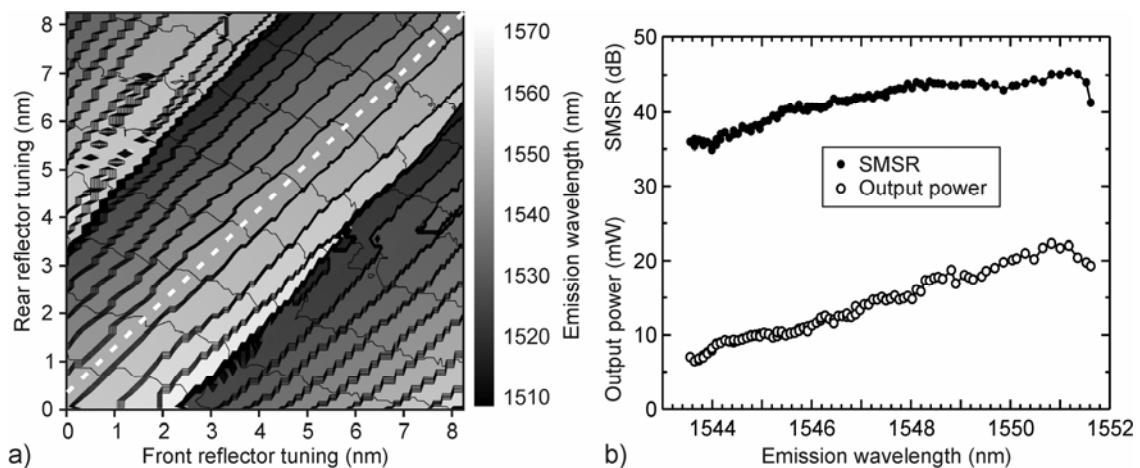 8
7
6
5
4
3
2
1
0
Rear reflector tuning (nm)
0 1 2 3 4 5 6 7 8
Front reflector tuning (nm)
a)
1570
1560
1550
1540
1530
1520
1510
Emission wavelength (nm)
b)
50
40
30
20
10
0
SMSR (dB)
Output power (mW)
SMSR
Output power
1544 1546 1548 1550 1552
Emission wavelength (nm)